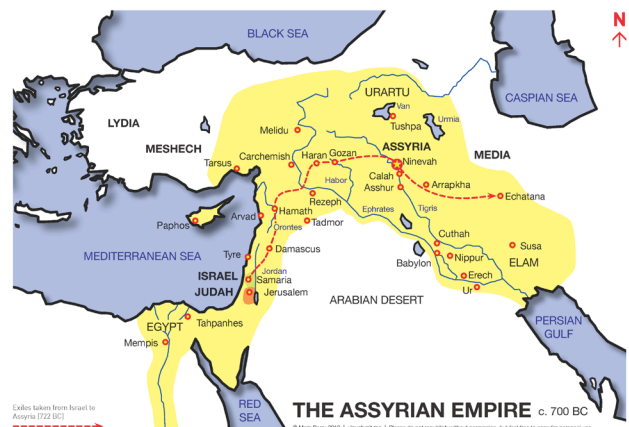 N
BLACK SEA
CASPIAN SEA
URARTU
Van
Tushpa
Urmia
LYDIA
Melidu
MESHECH
ASSYRIA
MEDIA
Tarsus
Carchemish
Haran
Gozan
Ninevah
Calah
Habor
Arrapkha
Asshur
Echatana
Rezeph
Paphos
Arvad
Hamath
Ephrates
Tigris
Orontes
Tadmor
Cuthah
Susa
MEDITERRANEAN SEA
Tyre
Damascus
Babylon
Nippur
ELAM
ISRAEL
Jordan
Samaria
Erech
JUDAH
Jerusalem
Ur
ARABIAN DESERT
EGYPT
Tahpanhes
PERSIAN
GULF
Mempis
RED
SEA
Exiles taken from Israel to
Assyria (722 BC)
THE ASSYRIAN EMPIRE c. 700 BC